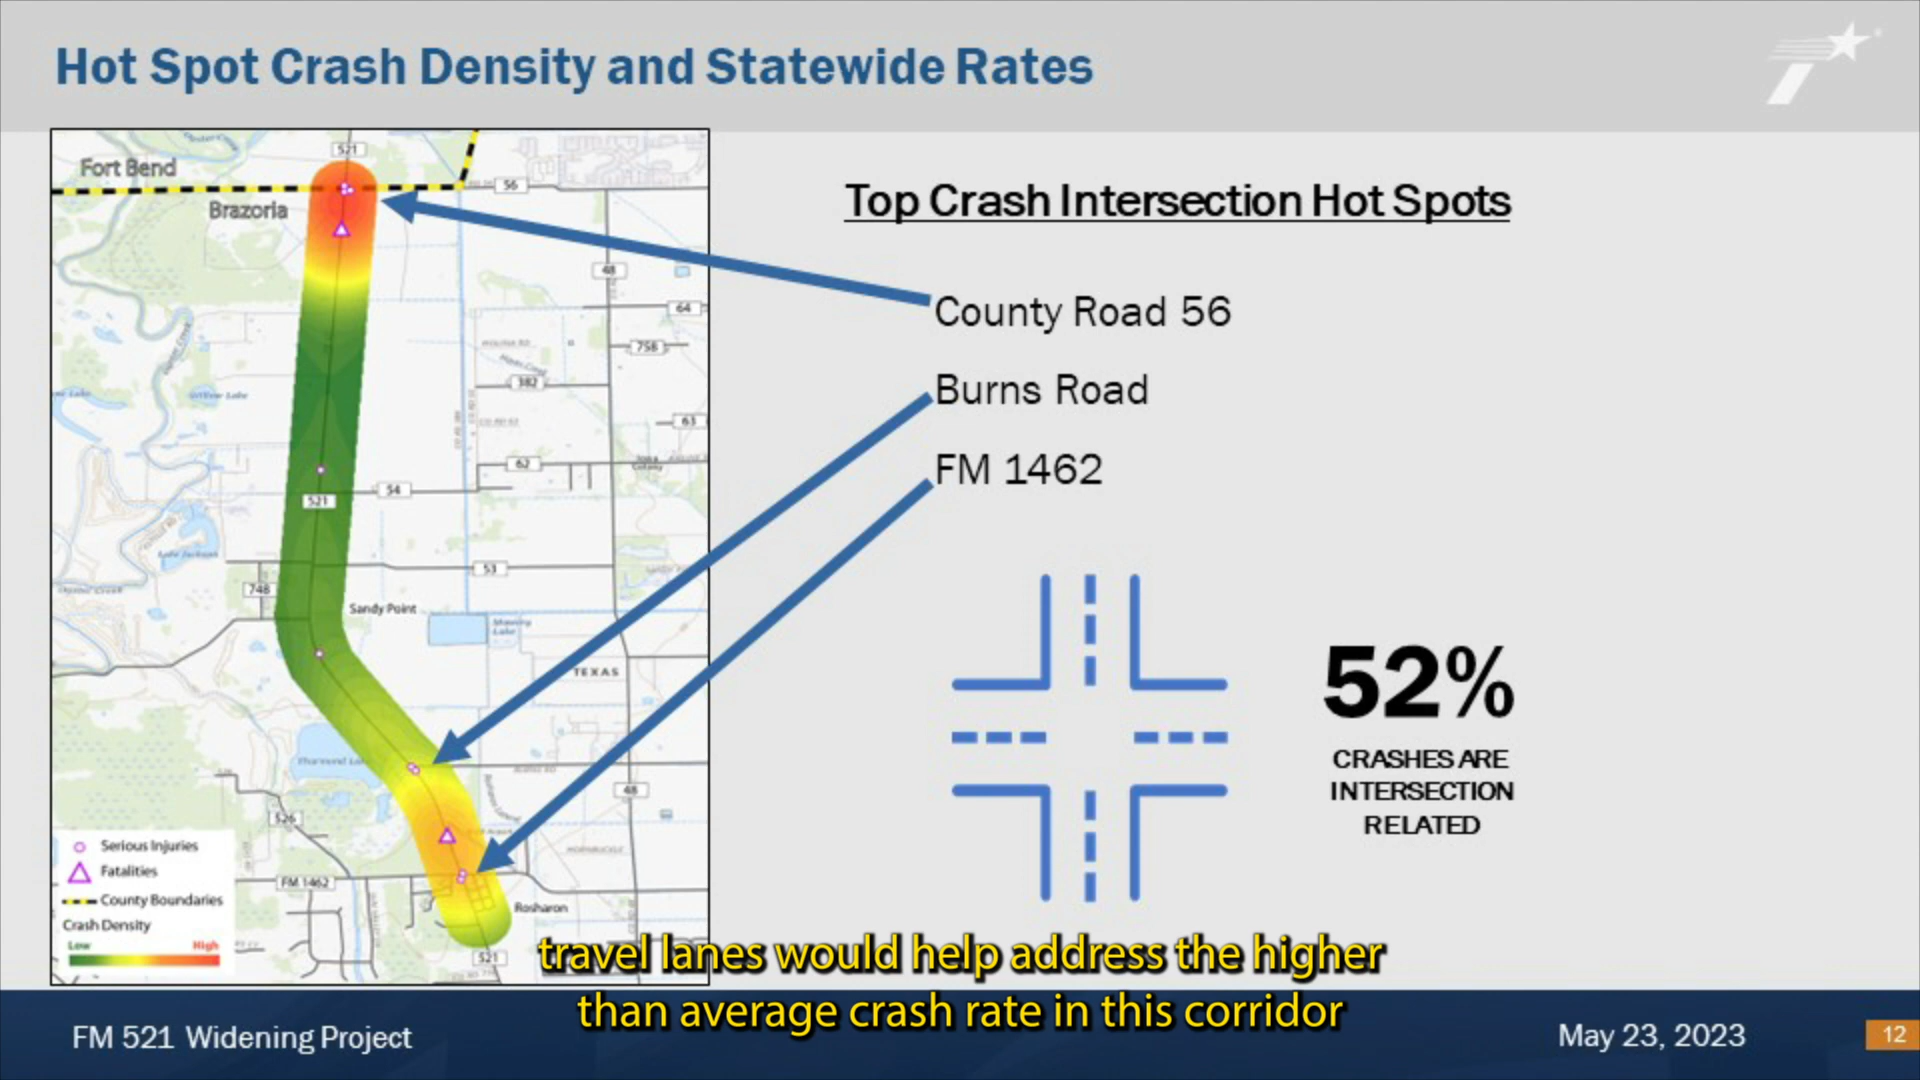 Hot Spot Crash Density and Statewide Rates
521
Fort Bend
56
Brazoria
48
64
758
382
63
62
54
521
53
748
Sandy Point
TEXAS
48
526
FM 1462
Rosharon
521
Serious Injuries
Fatalities
County Boundaries
Crash Density
Low High
Top Crash Intersection Hot Spots
County Road 56
Burns Road
FM 1462
52%
CRASHES ARE
INTERSECTION
RELATED
travel lanes would help address the higher
than average crash rate in this corridor
FM 521 Widening Project
May 23, 2023
12